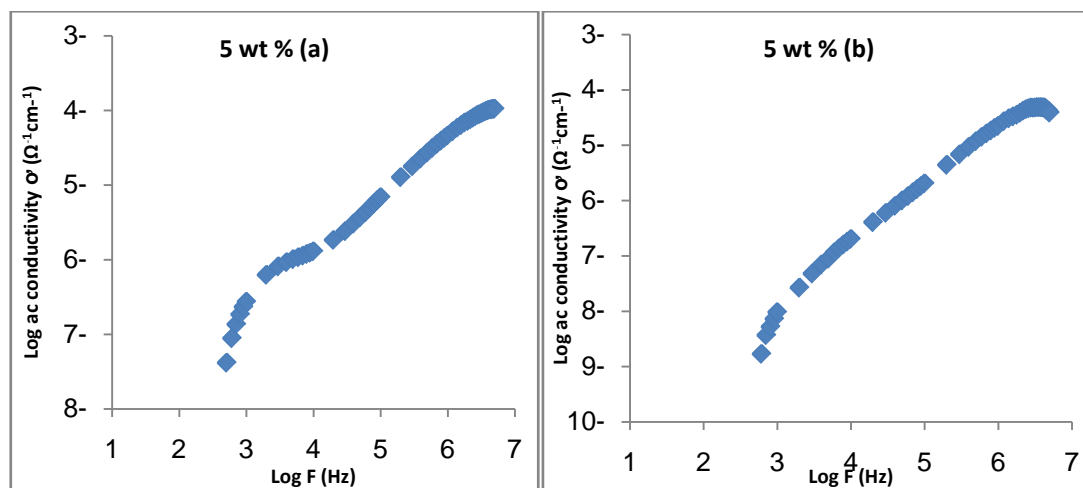 5 wt % (a)
3-
4-
5-
6-
7-
8-
1 2 3 4 5 6 7
Log F (Hz)
Log ac conductivity σ' (Ω⁻¹cm-¹)
5 wt % (b)
3-
4-
5-
6-
7-
8-
9-
10-
1 2 3 4 5 6 7
Log F (Hz)
Log ac conductivity σ' (Ω⁻¹cm-¹)